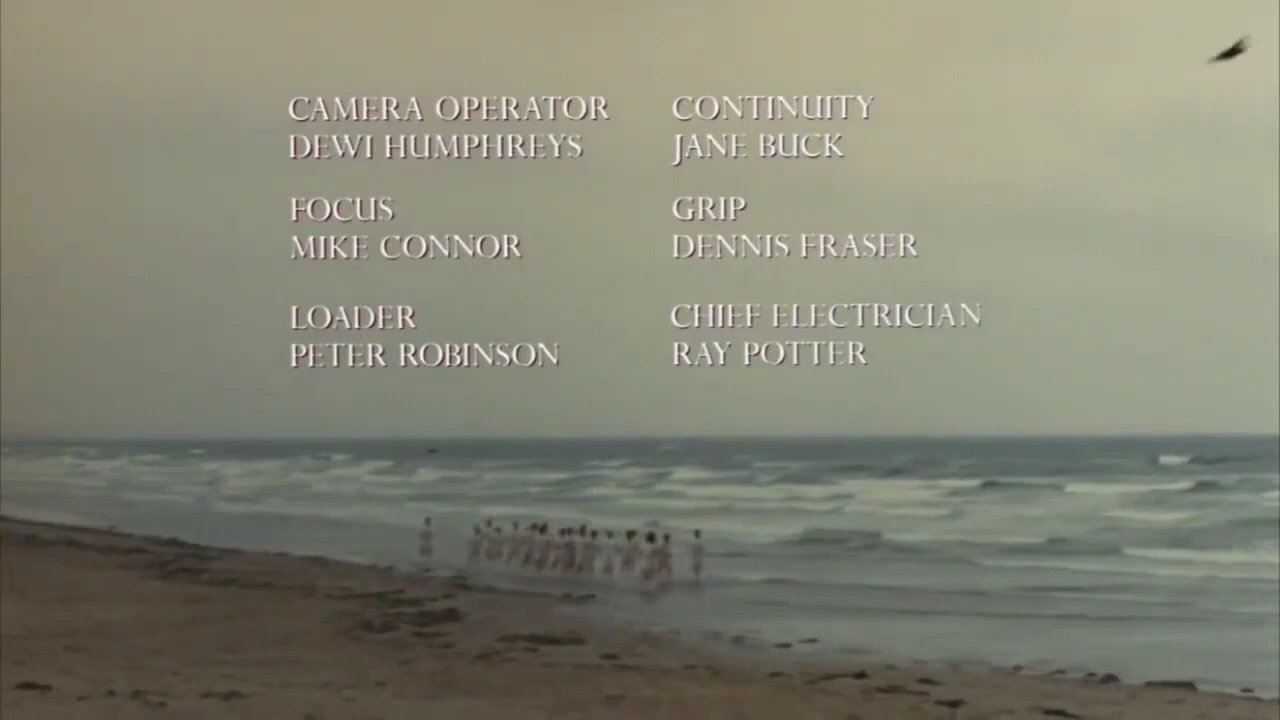 CAMERA OPERATOR
DEWI HUMPHREYS
FOCUS
MIKE CONNOR
LOADER
PETER ROBINSON
CONTINUITY
JANE BUCK
GRIP
DENNIS FRASER
CHIEF ELECTRICIAN
RAY POTTER